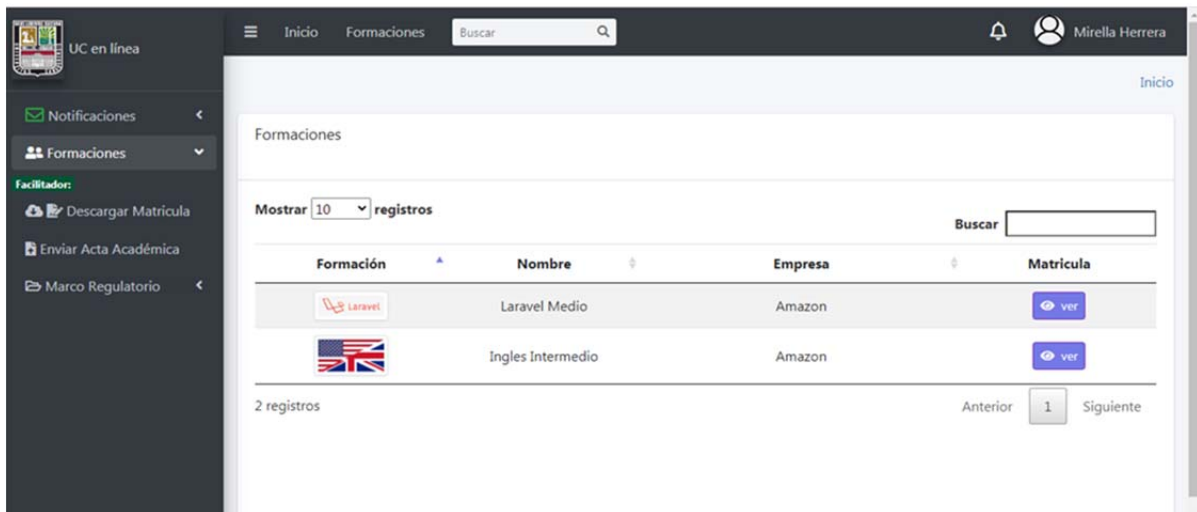 UC en línea
Inicio Formaciones Buscar Mirella Herrera
Inicio
Notificaciones
Formaciones
Facilitador:
Descargar Matricula
Enviar Acta Académica
Marco Regulatorio
Formaciones
Mostrar 10 registros
Buscar
Formación Nombre Empresa Matricula
Laravel Laravel Medio Amazon ver
Ingles Intermedio Amazon ver
2 registros Anterior 1 Siguiente